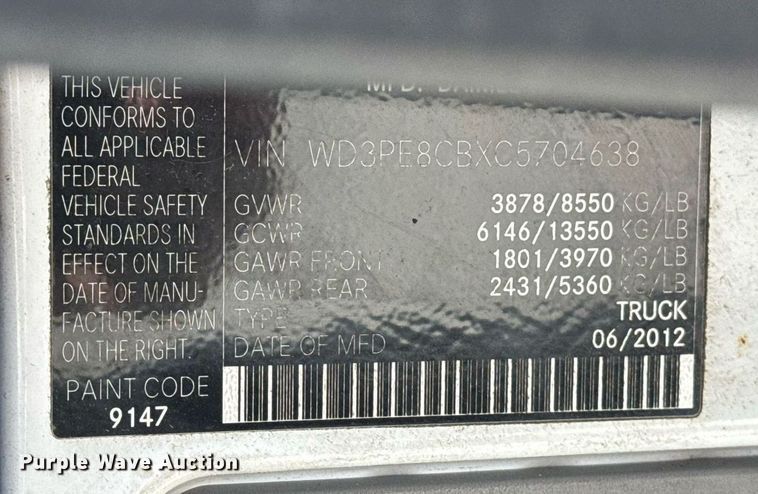 THIS VEHICLE
CONFORMS TO
ALL APPLICABLE
FEDERAL
VEHICLE SAFETY
STANDARDS IN
EFFECT ON THE
DATE OF MANU-
FACTURE SHOWN
ON THE RIGHT.
PAINT CODE
9147
MFD.
VIN WD3PE8CBXC5704638
GVWR 3878/8550 KG/LB
GCWR 6146/13550 KG/LB
GAWR FRONT 1801/3970 KG/LB
GAWR REAR 2431/5360 KG/LB
TYPE TRUCK
DATE OF MFD 06/2012
Purple Wave Auction